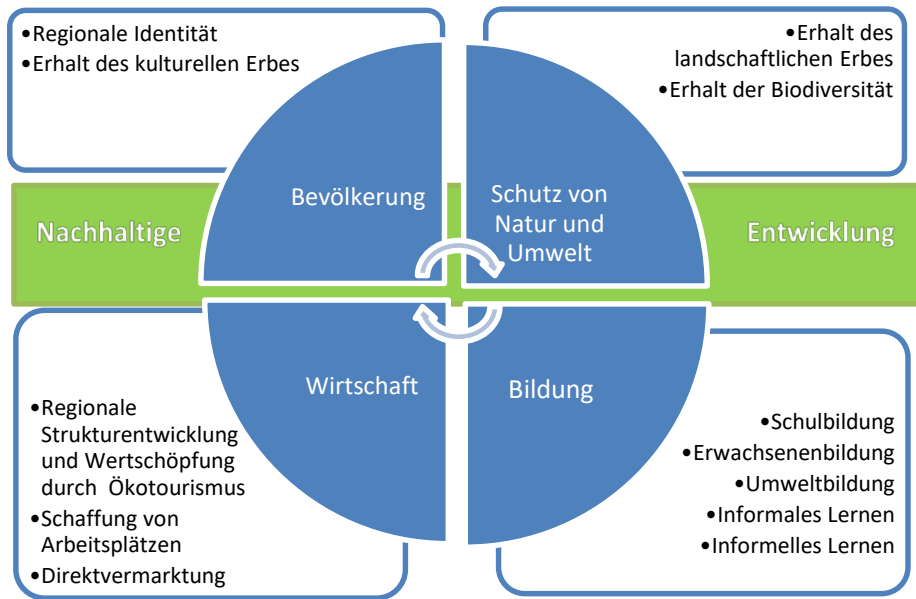 •Regionale Identität
•Erhalt des kulturellen Erbes
•Erhalt des
landschaftlichen Erbes
•Erhalt der Biodiversität
Bevölkerung
Schutz von
Natur und
Umwelt
Nachhaltige
Entwicklung
Wirtschaft
Bildung
•Regionale
Strukturentwicklung
und Wertschöpfung
durch Ökotourismus
•Schaffung von
Arbeitsplätzen
•Direktvermarktung
•Schulbildung
•Erwachsenenbildung
•Umweltbildung
•Informales Lernen
•Informelles Lernen